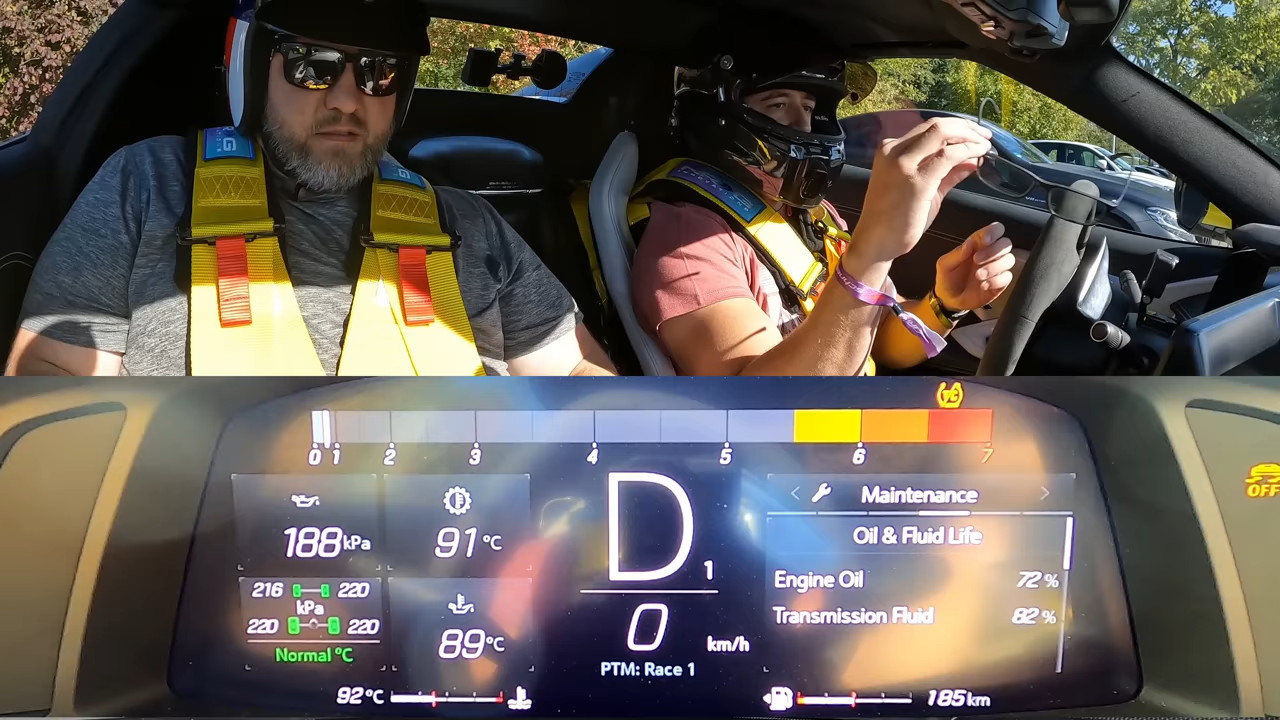 0 1 2 3 4 5 6 7
188 kPa
91 °C
D 1
< Maintenance >
Oil & Fluid Life
216 220
kPa
220 220
Normal °C
89 °C
0 km/h
Engine Oil 72 %
Transmission Fluid 82 %
PTM: Race 1
OFF
92 °C
185 km